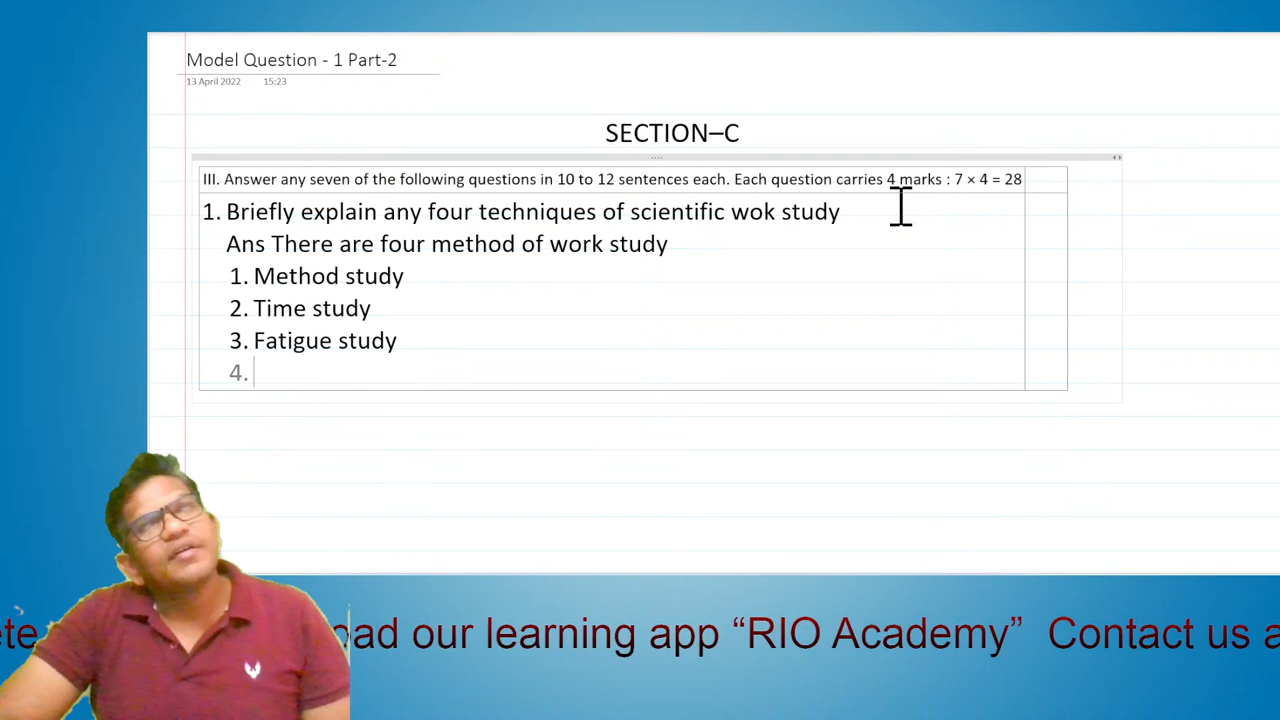 Model Question - 1 Part-2
13 April 2022 15:23
SECTION–C
III. Answer any seven of the following questions in 10 to 12 sentences each. Each question carries 4 marks : 7 × 4 = 28
1. Briefly explain any four techniques of scientific wok study
Ans There are four method of work study
1. Method study
2. Time study
3. Fatigue study
4.
our learning app “RIO Academy” Contact us